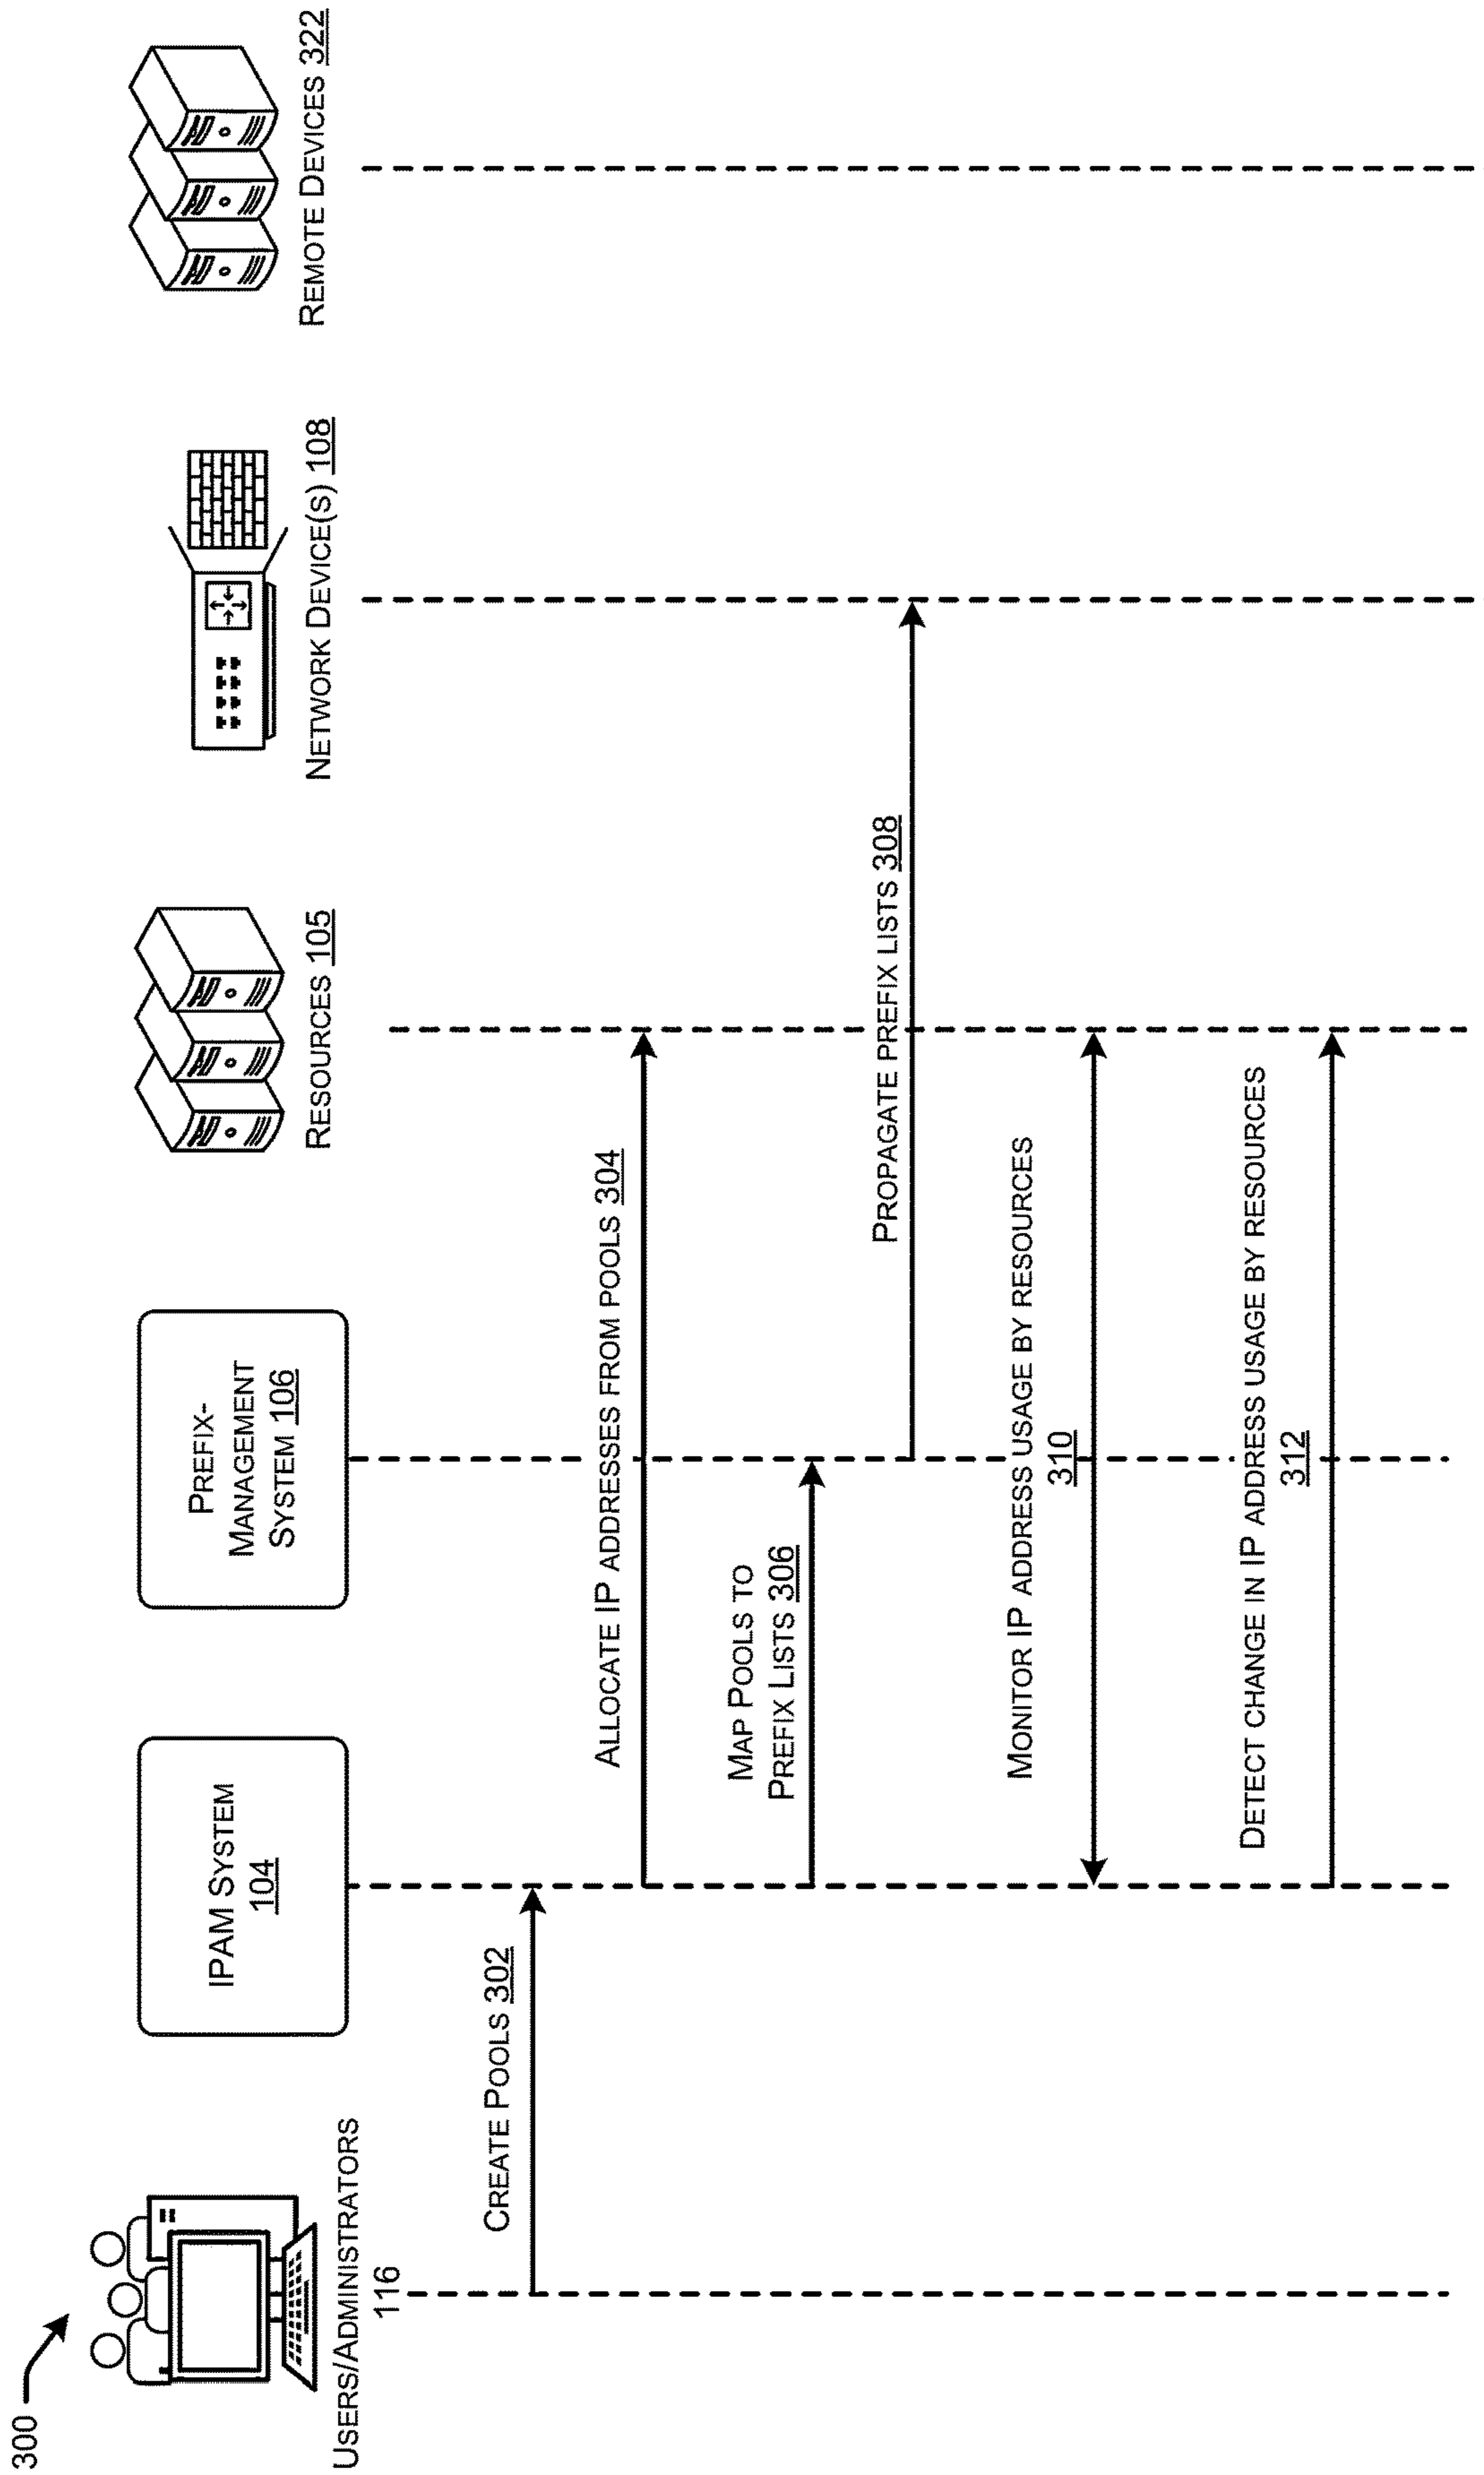 300
USERS/ADMINISTRATORS
116
IPAM SYSTEM
104
PREFIX-
MANAGEMENT
SYSTEM 106
RESOURCES 105
NETWORK DEVICE(S) 108
REMOTE DEVICES 322
CREATE POOLS 302
ALLOCATE IP ADDRESSES FROM POOLS 304
MAP POOLS TO
PREFIX LISTS 306
PROPAGATE PREFIX LISTS 308
MONITOR IP ADDRESS USAGE BY RESOURCES
310
DETECT CHANGE IN IP ADDRESS USAGE BY RESOURCES
312